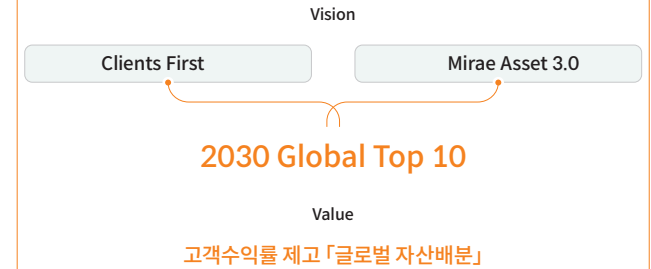 Vision
Clients First
Mirae Asset 3.0
2030 Global Top 10
Value
고객수익률 제고 「글로벌 자산배분」